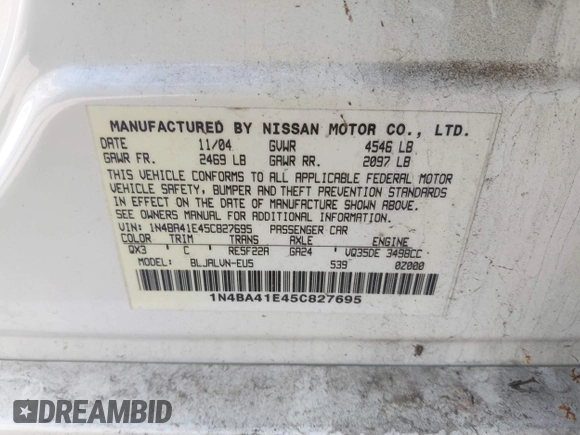 MANUFACTURED BY NISSAN MOTOR CO., LTD.
DATE 11/04 GVWR 4546 LB
GAWR FR. 2469 LB GAWR RR. 2097 LB
THIS VEHICLE CONFORMS TO ALL APPLICABLE FEDERAL MOTOR
VEHICLE SAFETY, BUMPER AND THEFT PREVENTION STANDARDS
IN EFFECT ON THE DATE OF MANUFACTURE SHOWN ABOVE.
SEE OWNERS MANUAL FOR ADDITIONAL INFORMATION.
VIN: 1N4BA41E45C827695 PASSENGER CAR
COLOR TRIM TRANS AXLE ENGINE
QX3 C RE5F22A GA24 VQ35DE 3498CC
MODEL: BLJALVN-EU5 539 0Z000
1N4BA41E45C827695
DREAMBID